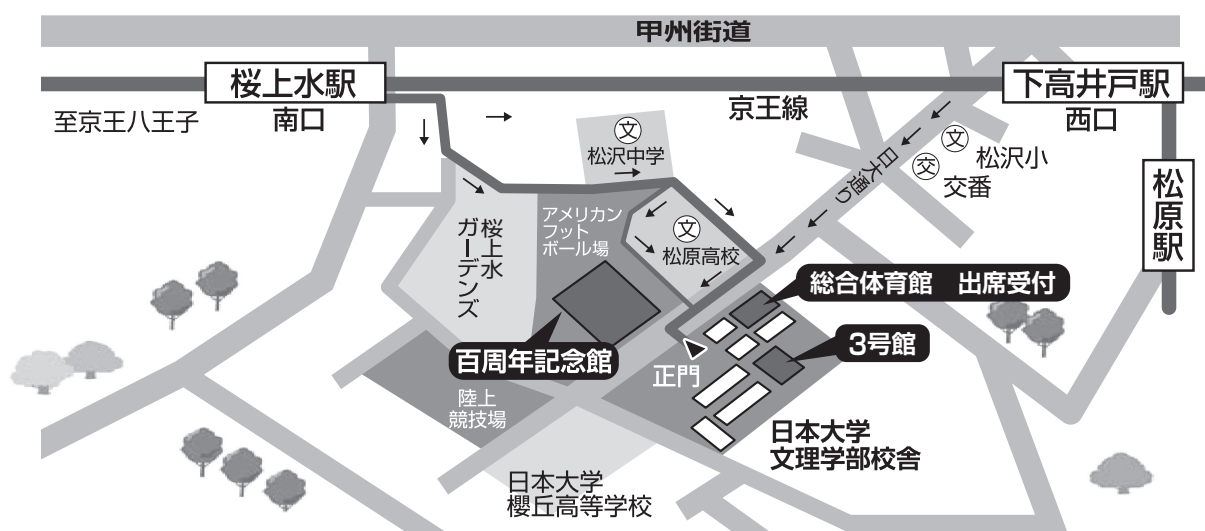 甲州街道
桜上水駅
南口
至京王八王子
京王線
下高井戸駅
西口
文
松沢中学
文
松沢小
交
交番
日大通り
松原駅
アメリカン
フット
ボール場
桜上水
ガーデンズ
文
松原高校
総合体育館　出席受付
3号館
百周年記念館
正門
陸上
競技場
日本大学
文理学部校舎
日本大学
櫻丘高等学校